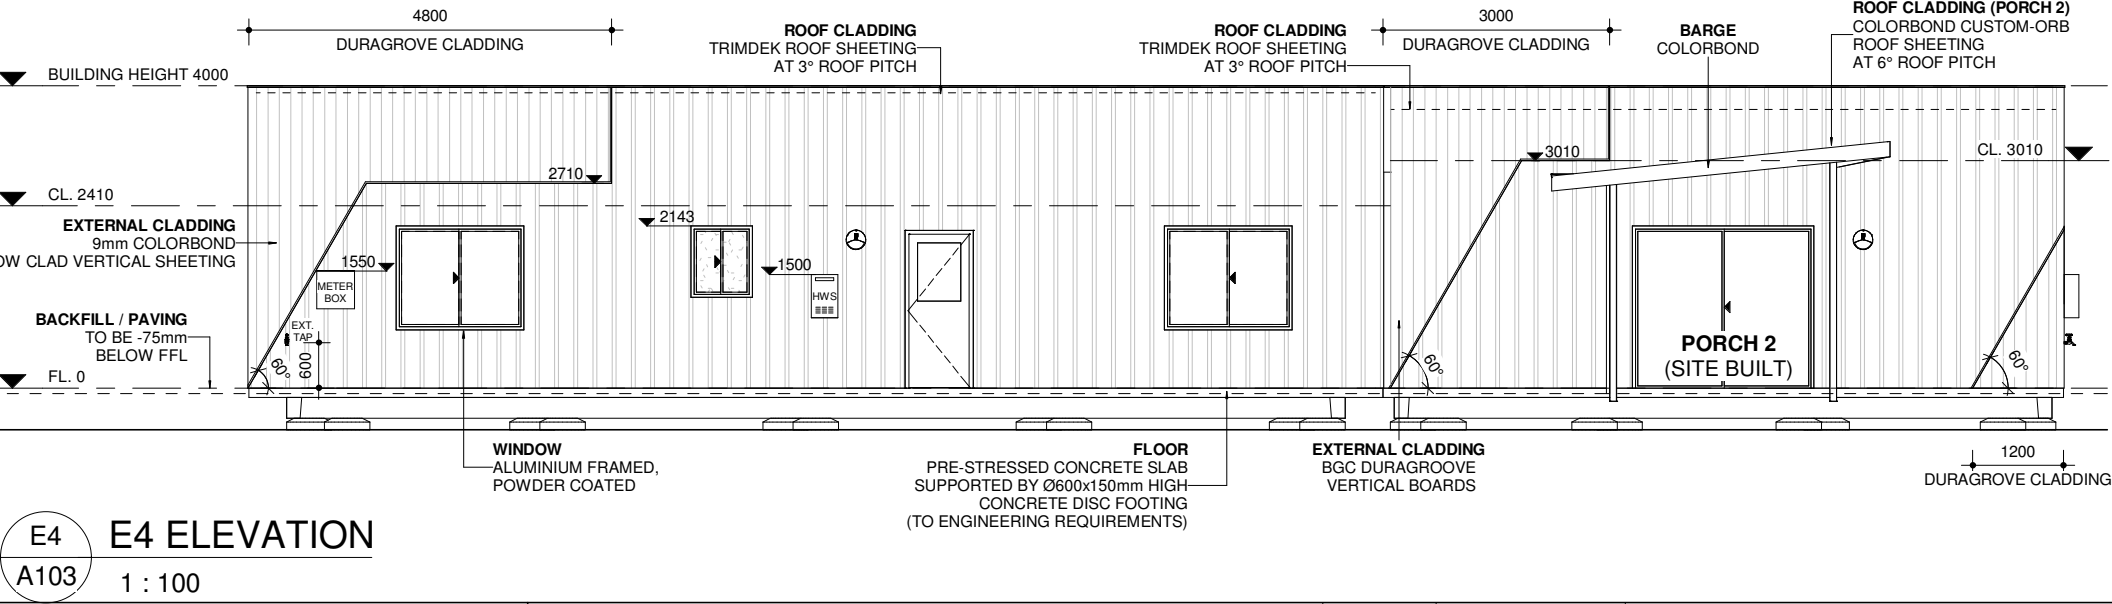 4800
DURAGROVE CLADDING
ROOF CLADDING
TRIMDEK ROOF SHEETING
AT 3° ROOF PITCH
ROOF CLADDING
TRIMDEK ROOF SHEETING
AT 3° ROOF PITCH
3000
DURAGROVE CLADDING
BARGE
COLORBOND
ROOF CLADDING (PORCH 2)
COLORBOND CUSTOM-ORB
ROOF SHEETING
AT 6° ROOF PITCH
BUILDING HEIGHT 4000
3010
CL. 3010
2710
CL. 2410
2143
EXTERNAL CLADDING
9mm COLORBOND
OW CLAD VERTICAL SHEETING
1550
1500
METER
BOX
HWS
BACKFILL / PAVING
TO BE -75mm
BELOW FFL
EXT.
TAP
600
60°
FL. 0
60°
PORCH 2
(SITE BUILT)
60°
WINDOW
ALUMINIUM FRAMED,
POWDER COATED
FLOOR
PRE-STRESSED CONCRETE SLAB
SUPPORTED BY Ø600x150mm HIGH
CONCRETE DISC FOOTING
(TO ENGINEERING REQUIREMENTS)
EXTERNAL CLADDING
BGC DURAGROOVE
VERTICAL BOARDS
1200
DURAGROVE CLADDING
E4
A103
E4 ELEVATION
1 : 100